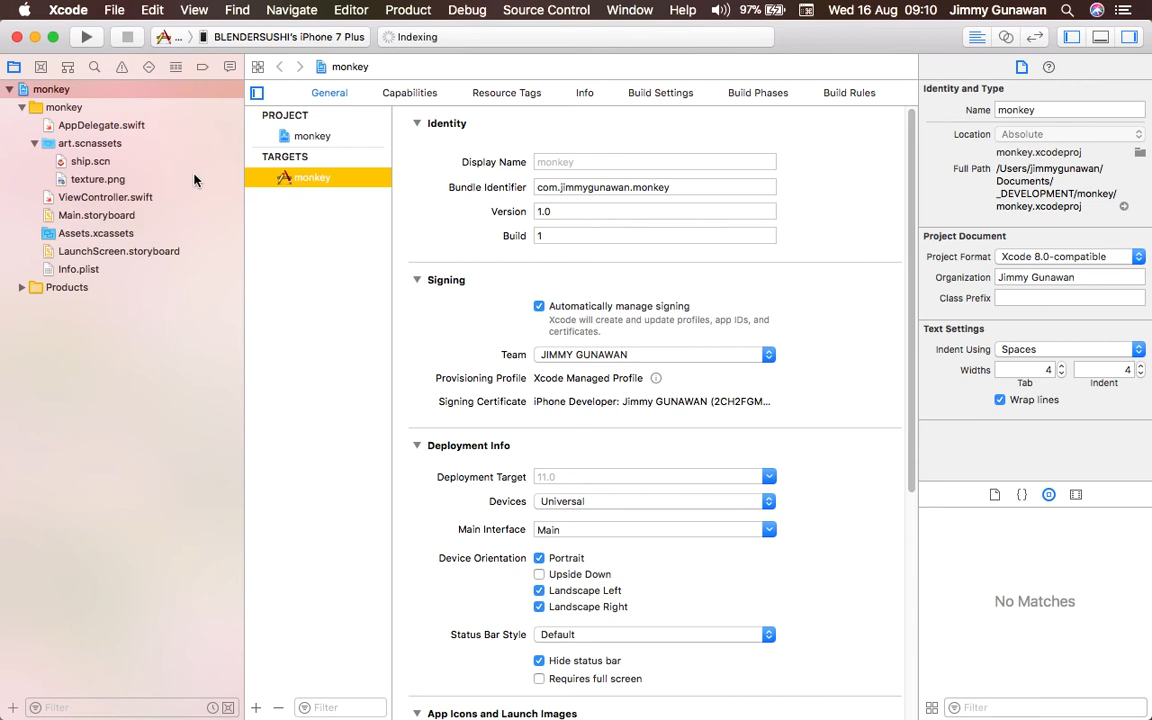 Xcode File Edit View Find Navigate Editor Product Debug Source Control Window Help 97% Wed 16 Aug 09:10 Jimmy Gunawan
... BLENDERSUSHI's iPhone 7 Plus Indexing
monkey
monkey
monkey
AppDelegate.swift
art.scnassets
ship.scn
texture.png
ViewController.swift
Main.storyboard
Assets.xcassets
LaunchScreen.storyboard
Info.plist
Products
Filter
General Capabilities Resource Tags Info Build Settings Build Phases Build Rules
PROJECT
monkey
TARGETS
monkey
Filter
Identity
Display Name monkey
Bundle Identifier com.jimmygunawan.monkey
Version 1.0
Build 1
Signing
Automatically manage signing
Xcode will create and update profiles, app IDs, and
certificates.
Team JIMMY GUNAWAN
Provisioning Profile Xcode Managed Profile
Signing Certificate iPhone Developer: Jimmy GUNAWAN (2CH2FGM...
Deployment Info
Deployment Target 11.0
Devices Universal
Main Interface Main
Device Orientation Portrait
Upside Down
Landscape Left
Landscape Right
Status Bar Style Default
Hide status bar
Requires full screen
App Icons and Launch Images
Identity and Type
Name monkey
Location Absolute
monkey.xcodeproj
Full Path /Users/jimmygunawan/
Documents/
_DEVELOPMENT/monkey/
monkey.xcodeproj
Project Document
Project Format Xcode 8.0-compatible
Organization Jimmy Gunawan
Class Prefix
Text Settings
Indent Using Spaces
Widths 4 4
Tab Indent
Wrap lines
No Matches
Filter